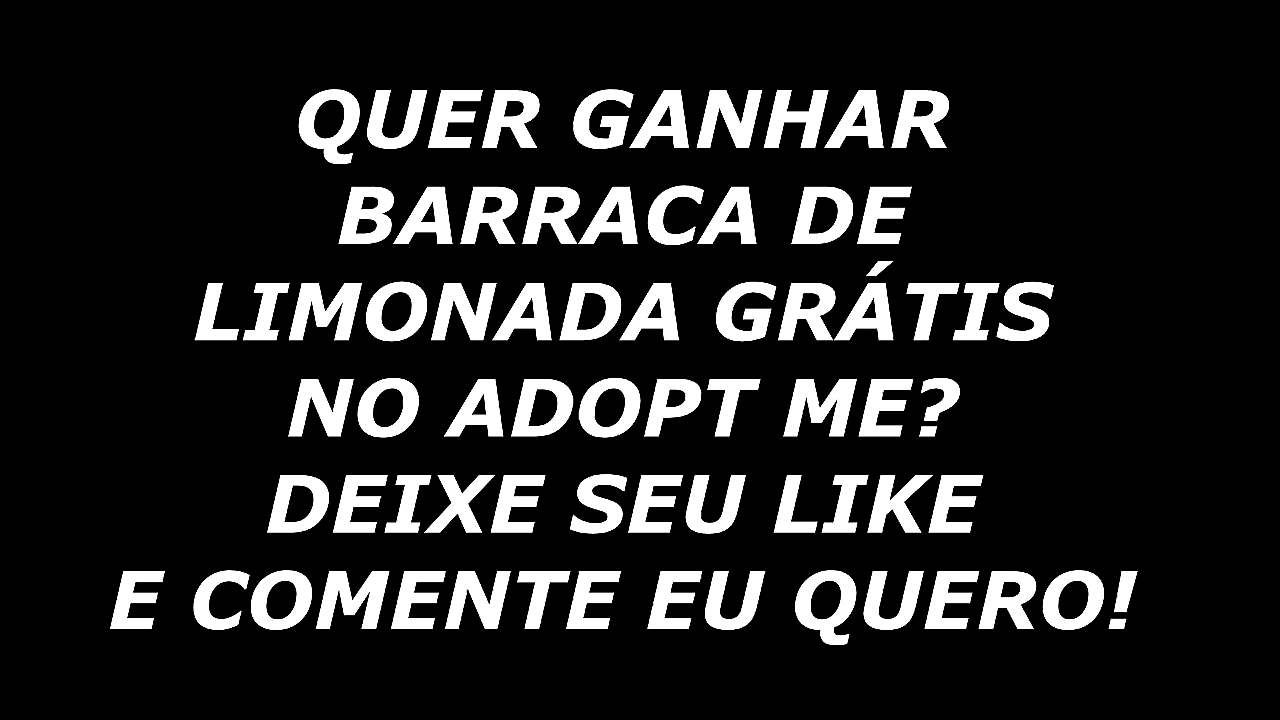 QUER GANHAR
BARRACA DE
LIMONADA GRÁTIS
NO ADOPT ME?
DEIXE SEU LIKE
E COMENTE EU QUERO!